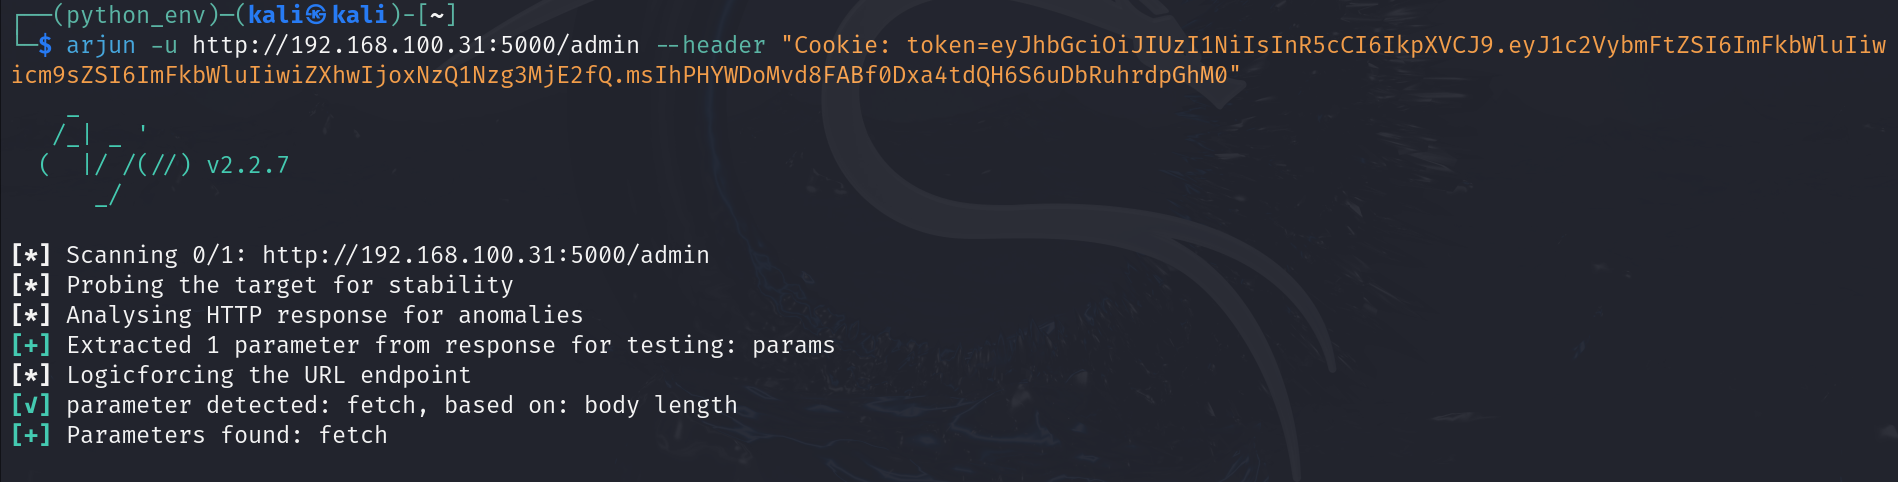 ┌──(python_env)─(kali㉿kali)-[~]
└─$ arjun -u http://192.168.100.31:5000/admin --header "Cookie: token=eyJhbGciOiJIUzI1NiIsInR5cCI6IkpXVCJ9.eyJ1c2VybmFtZSI6ImFkbWluIiw
icm9sZSI6ImFkbWluIiwiZXhwIjoxNzQ1Nzg3MjE2fQ.msIhPHYWDoMvd8FABf0Dxa4tdQH6S6uDbRuhrdpGhM0"
    _
   /_| _ '
  (  |/ /(//) v2.2.7
      _/
[*] Scanning 0/1: http://192.168.100.31:5000/admin
[*] Probing the target for stability
[*] Analysing HTTP response for anomalies
[+] Extracted 1 parameter from response for testing: params
[*] Logicforcing the URL endpoint
[✓] parameter detected: fetch, based on: body length
[+] Parameters found: fetch